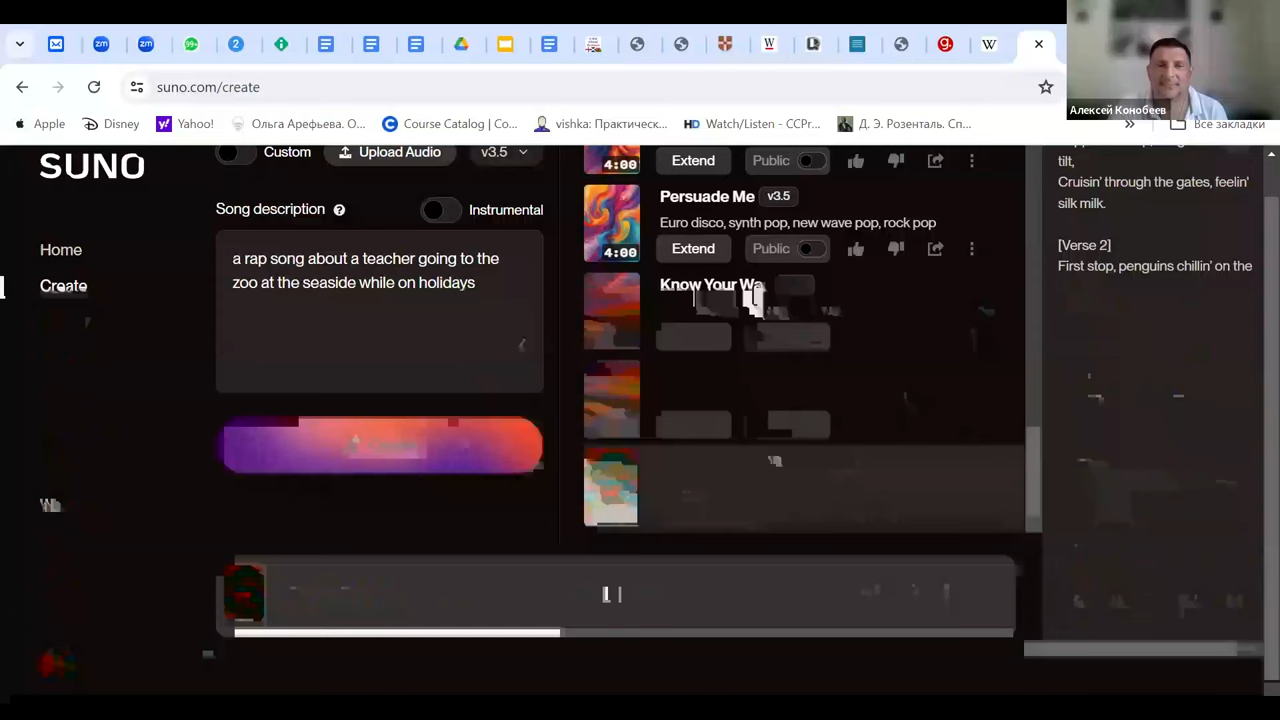 99+
2
W
g.
W
suno.com/create
Алексей Конобеев
Apple
Disney
Yahoo!
Ольга Арефьева. О...
vishka: Практическ...
HD Watch/Listen - CCPr...
Д. Э. Розенталь. Сп...
Все закладки
SUNO
Custom
Upload Audio
v3.5
Song description
Instrumental
a rap song about a teacher going to the
zoo at the seaside while on holidays
Home
Create
4:00
Extend
Public
Persuade Me v3.5
Euro disco, synth pop, new wave pop, rock pop
4:00
Extend
Public
Know Your
tilt,
Cruisin' through the gates, feelin'
silk milk.
[Verse 2]
First stop, penguins chillin' on the